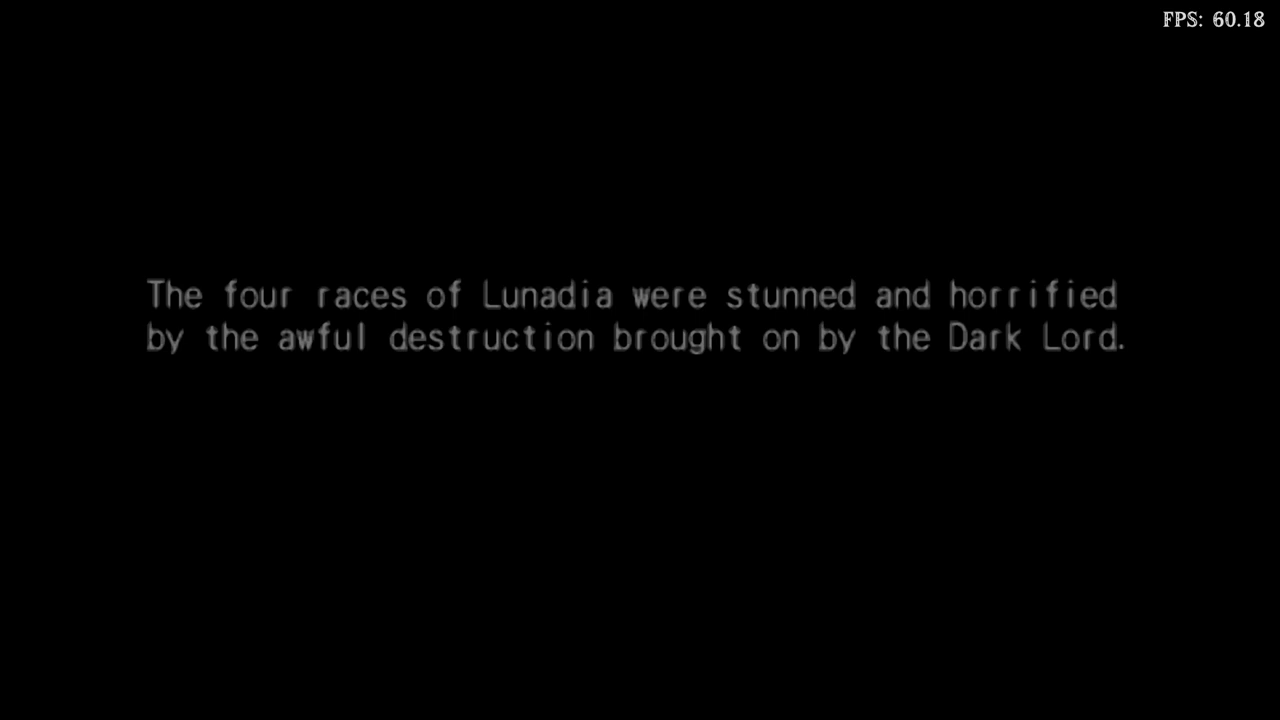 FPS: 60.18
The four races of Lunadia were stunned and horrified
by the awful destruction brought on by the Dark Lord.